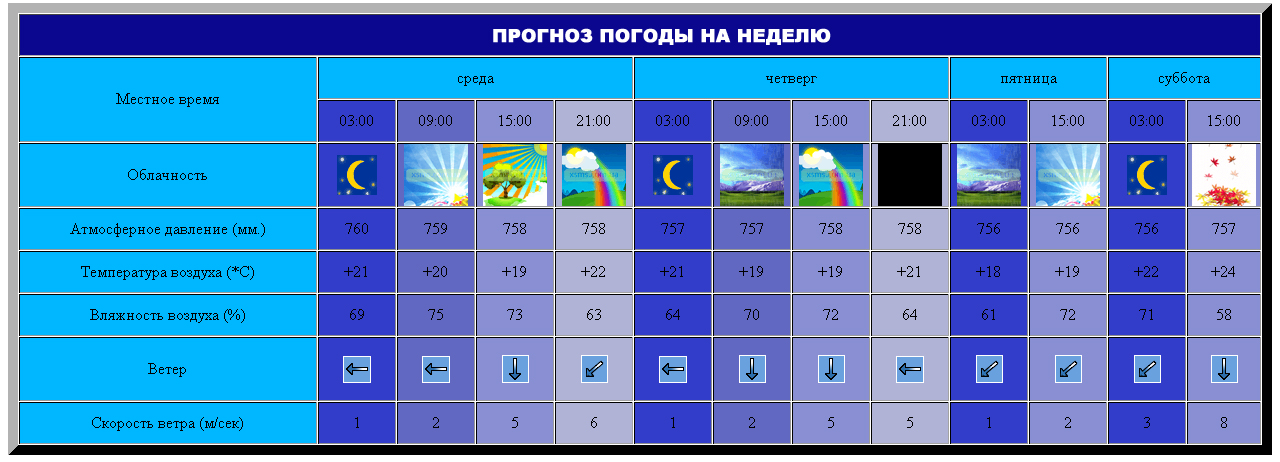 ПРОГНОЗ ПОГОДЫ НА НЕДЕЛЮ
Местное время среда четверг пятница суббота
03:00 09:00 15:00 21:00 03:00 09:00 15:00 21:00 03:00 15:00 03:00 15:00
Облачность
Атмосферное давление (мм.) 760 759 758 758 757 757 758 758 756 756 756 757
Температура воздуха (*C) +21 +20 +19 +22 +21 +19 +19 +21 +18 +19 +22 +24
Вляжность воздуха (%) 69 75 73 63 64 70 72 64 61 72 71 58
Ветер
Скорость ветра (м/сек) 1 2 5 6 1 2 5 5 1 2 3 8